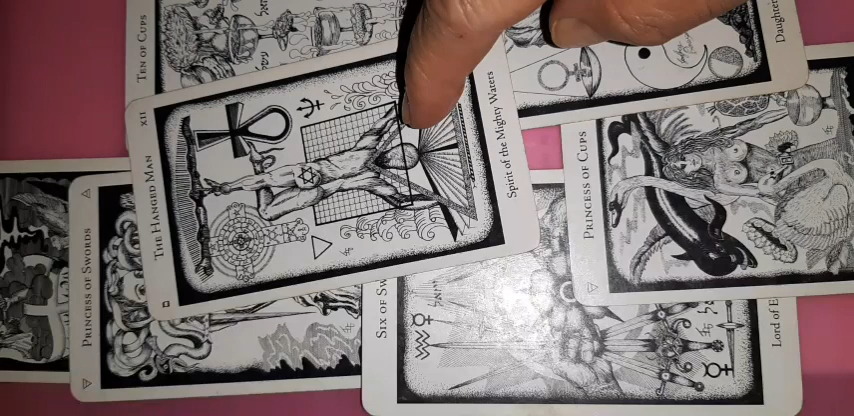 TEN OF CUPS
XII
THE HANGED MAN
Spirit of the Mighty Waters
Daughte
PRINCESS OF CUPS
PRINCESS OF SWORDS
SIX OF SW
Lord of E